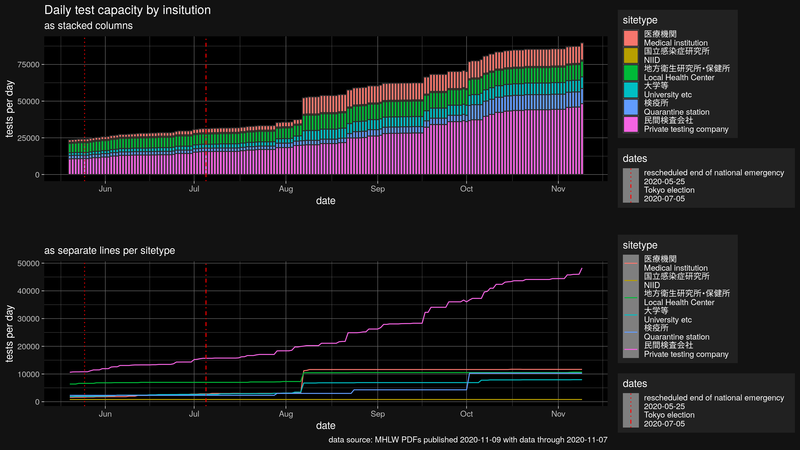 Daily test capacity by insitution
as stacked columns
tests per day
75000
50000
25000
0
Jun
Jul
Aug
Sep
Oct
Nov
date
sitetype
医療機関
Medical institution
国立感染症研究所
NIID
地方衛生研究所・保健所
Local Health Center
大学等
University etc
検疫所
Quarantine station
民間検査会社
Private testing company
dates
rescheduled end of national emergency
2020-05-25
Tokyo election
2020-07-05
as separate lines per sitetype
tests per day
50000
40000
30000
20000
10000
0
Jun
Jul
Aug
Sep
Oct
Nov
date
sitetype
医療機関
Medical institution
国立感染症研究所
NIID
地方衛生研究所・保健所
Local Health Center
大学等
University etc
検疫所
Quarantine station
民間検査会社
Private testing company
dates
rescheduled end of national emergency
2020-05-25
Tokyo election
2020-07-05
data source: MHLW PDFs published 2020-11-09 with data through 2020-11-07